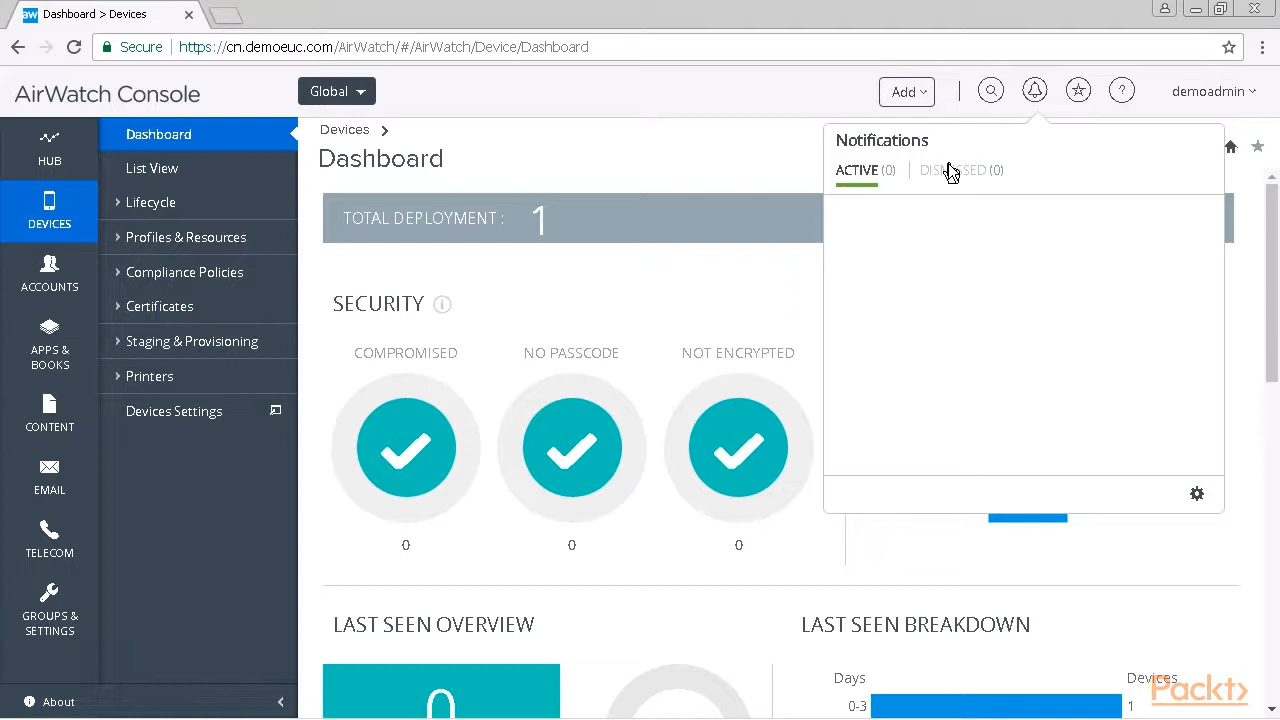 aw Dashboard > Devices
Secure https://cn.demoeuc.com/AirWatch/#/AirWatch/Device/Dashboard
AirWatch Console
Global
Add
?
demoadmin
HUB
DEVICES
ACCOUNTS
APPS &
BOOKS
CONTENT
EMAIL
TELECOM
GROUPS &
SETTINGS
About
Dashboard
List View
Lifecycle
Profiles & Resources
Compliance Policies
Certificates
Staging & Provisioning
Printers
Devices Settings
Devices
Dashboard
TOTAL DEPLOYMENT : 1
SECURITY
COMPROMISED
0
NO PASSCODE
0
NOT ENCRYPTED
0
Notifications
ACTIVE (0) DISMISSED (0)
LAST SEEN OVERVIEW
0
LAST SEEN BREAKDOWN
Days Devices
0-3 1
Packt>